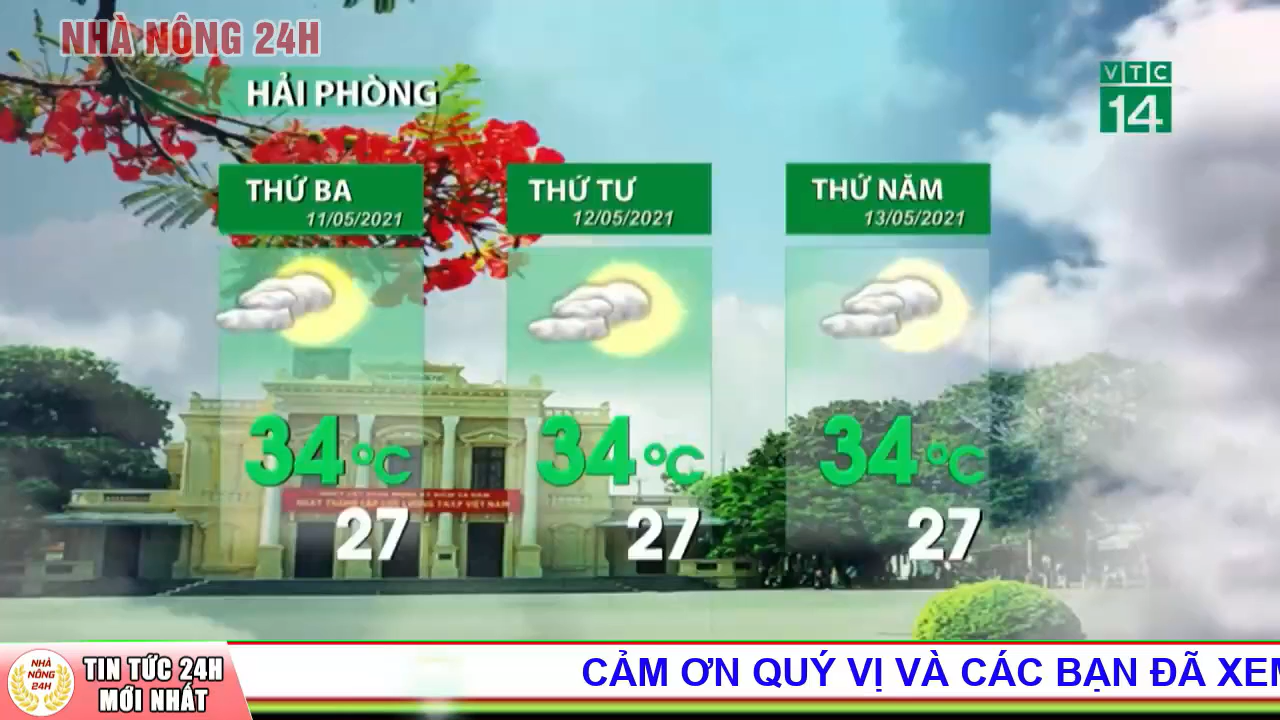 NHÀ NÔNG 24H
VTC
14
HẢI PHÒNG
THỨ BA
11/05/2021
THỨ TƯ
12/05/2021
THỨ NĂM
13/05/2021
34°C
27
34°C
27
34°C
27
NHÀ
NÔNG
24H
TIN TỨC 24H
MỚI NHẤT
CẢM ƠN QUÝ VỊ VÀ CÁC BẠN ĐÃ XEM